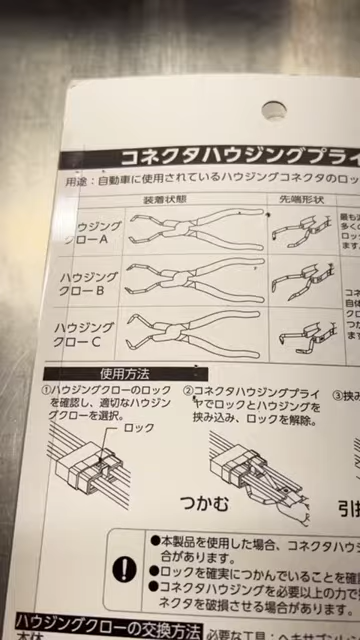 コネクタハウジングプライ
用途：自動車に使用されているハウジングコネクタのロッ
装着状態
先端形状
ハウジング
クローA
ハウジング
クローB
ハウジング
クローC
使用方法
①ハウジングクローのロック
を確認し、適切なハウジン
グクローを選択。
ロック
②コネクタハウジングプライ
ヤでロックとハウジングを
挟み込み、ロックを解除。
つかむ
③挟み
引抜
●本製品を使用した場合、コネクタハウジ
合があります。
●ロックを確実につかんでいることを確認
●コネクタハウジングを必要以上の力で
ネクタを破損させる場合があります。
ハウジングクローの交換方法
必要な工具：
本体